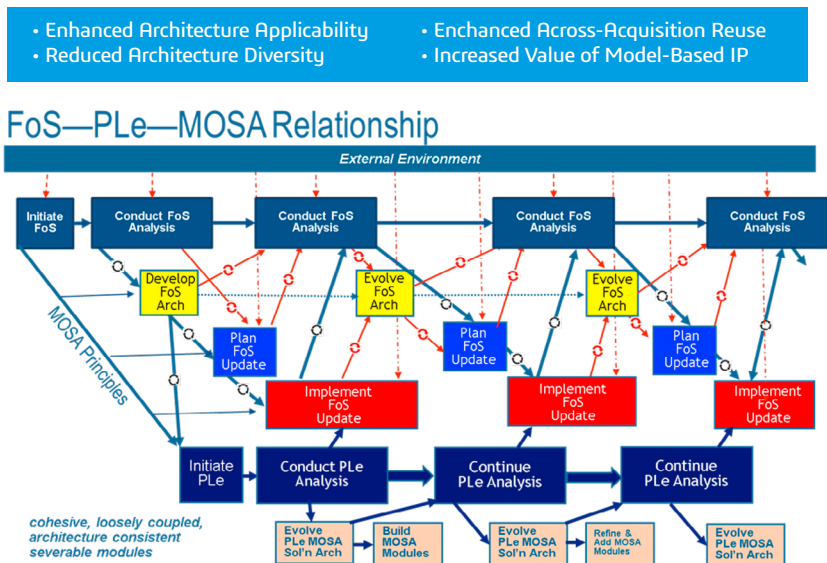 • Enhanced Architecture Applicability
• Reduced Architecture Diversity
• Enchanced Across-Acquisition Reuse
• Increased Value of Model-Based IP
FoS—PLe—MOSA Relationship
External Environment
Initiate
FoS
Conduct FoS
Analysis
Conduct FoS
Analysis
Conduct FoS
Analysis
Conduct FoS
Analysis
Develop
FoS
Arch
Evolve
FoS
Arch
Evolve
FoS
Arch
Plan
FoS
Update
Plan
FoS
Update
Plan
FoS
Update
MOSA Principles
Implement
FoS
Update
Implement
FoS
Update
Implement
FoS
Update
Initiate
PLe
Conduct PLe
Analysis
Continue
PLe Analysis
Continue
PLe Analysis
cohesive, loosely coupled,
architecture consistent
severable modules
Evolve
PLe MOSA
Sol'n Arch
Build
MOSA
Modules
Evolve
PLe MOSA
Sol'n Arch
Refine &
Add MOSA
Modules
Evolve
PLe MOSA
Sol'n Arch